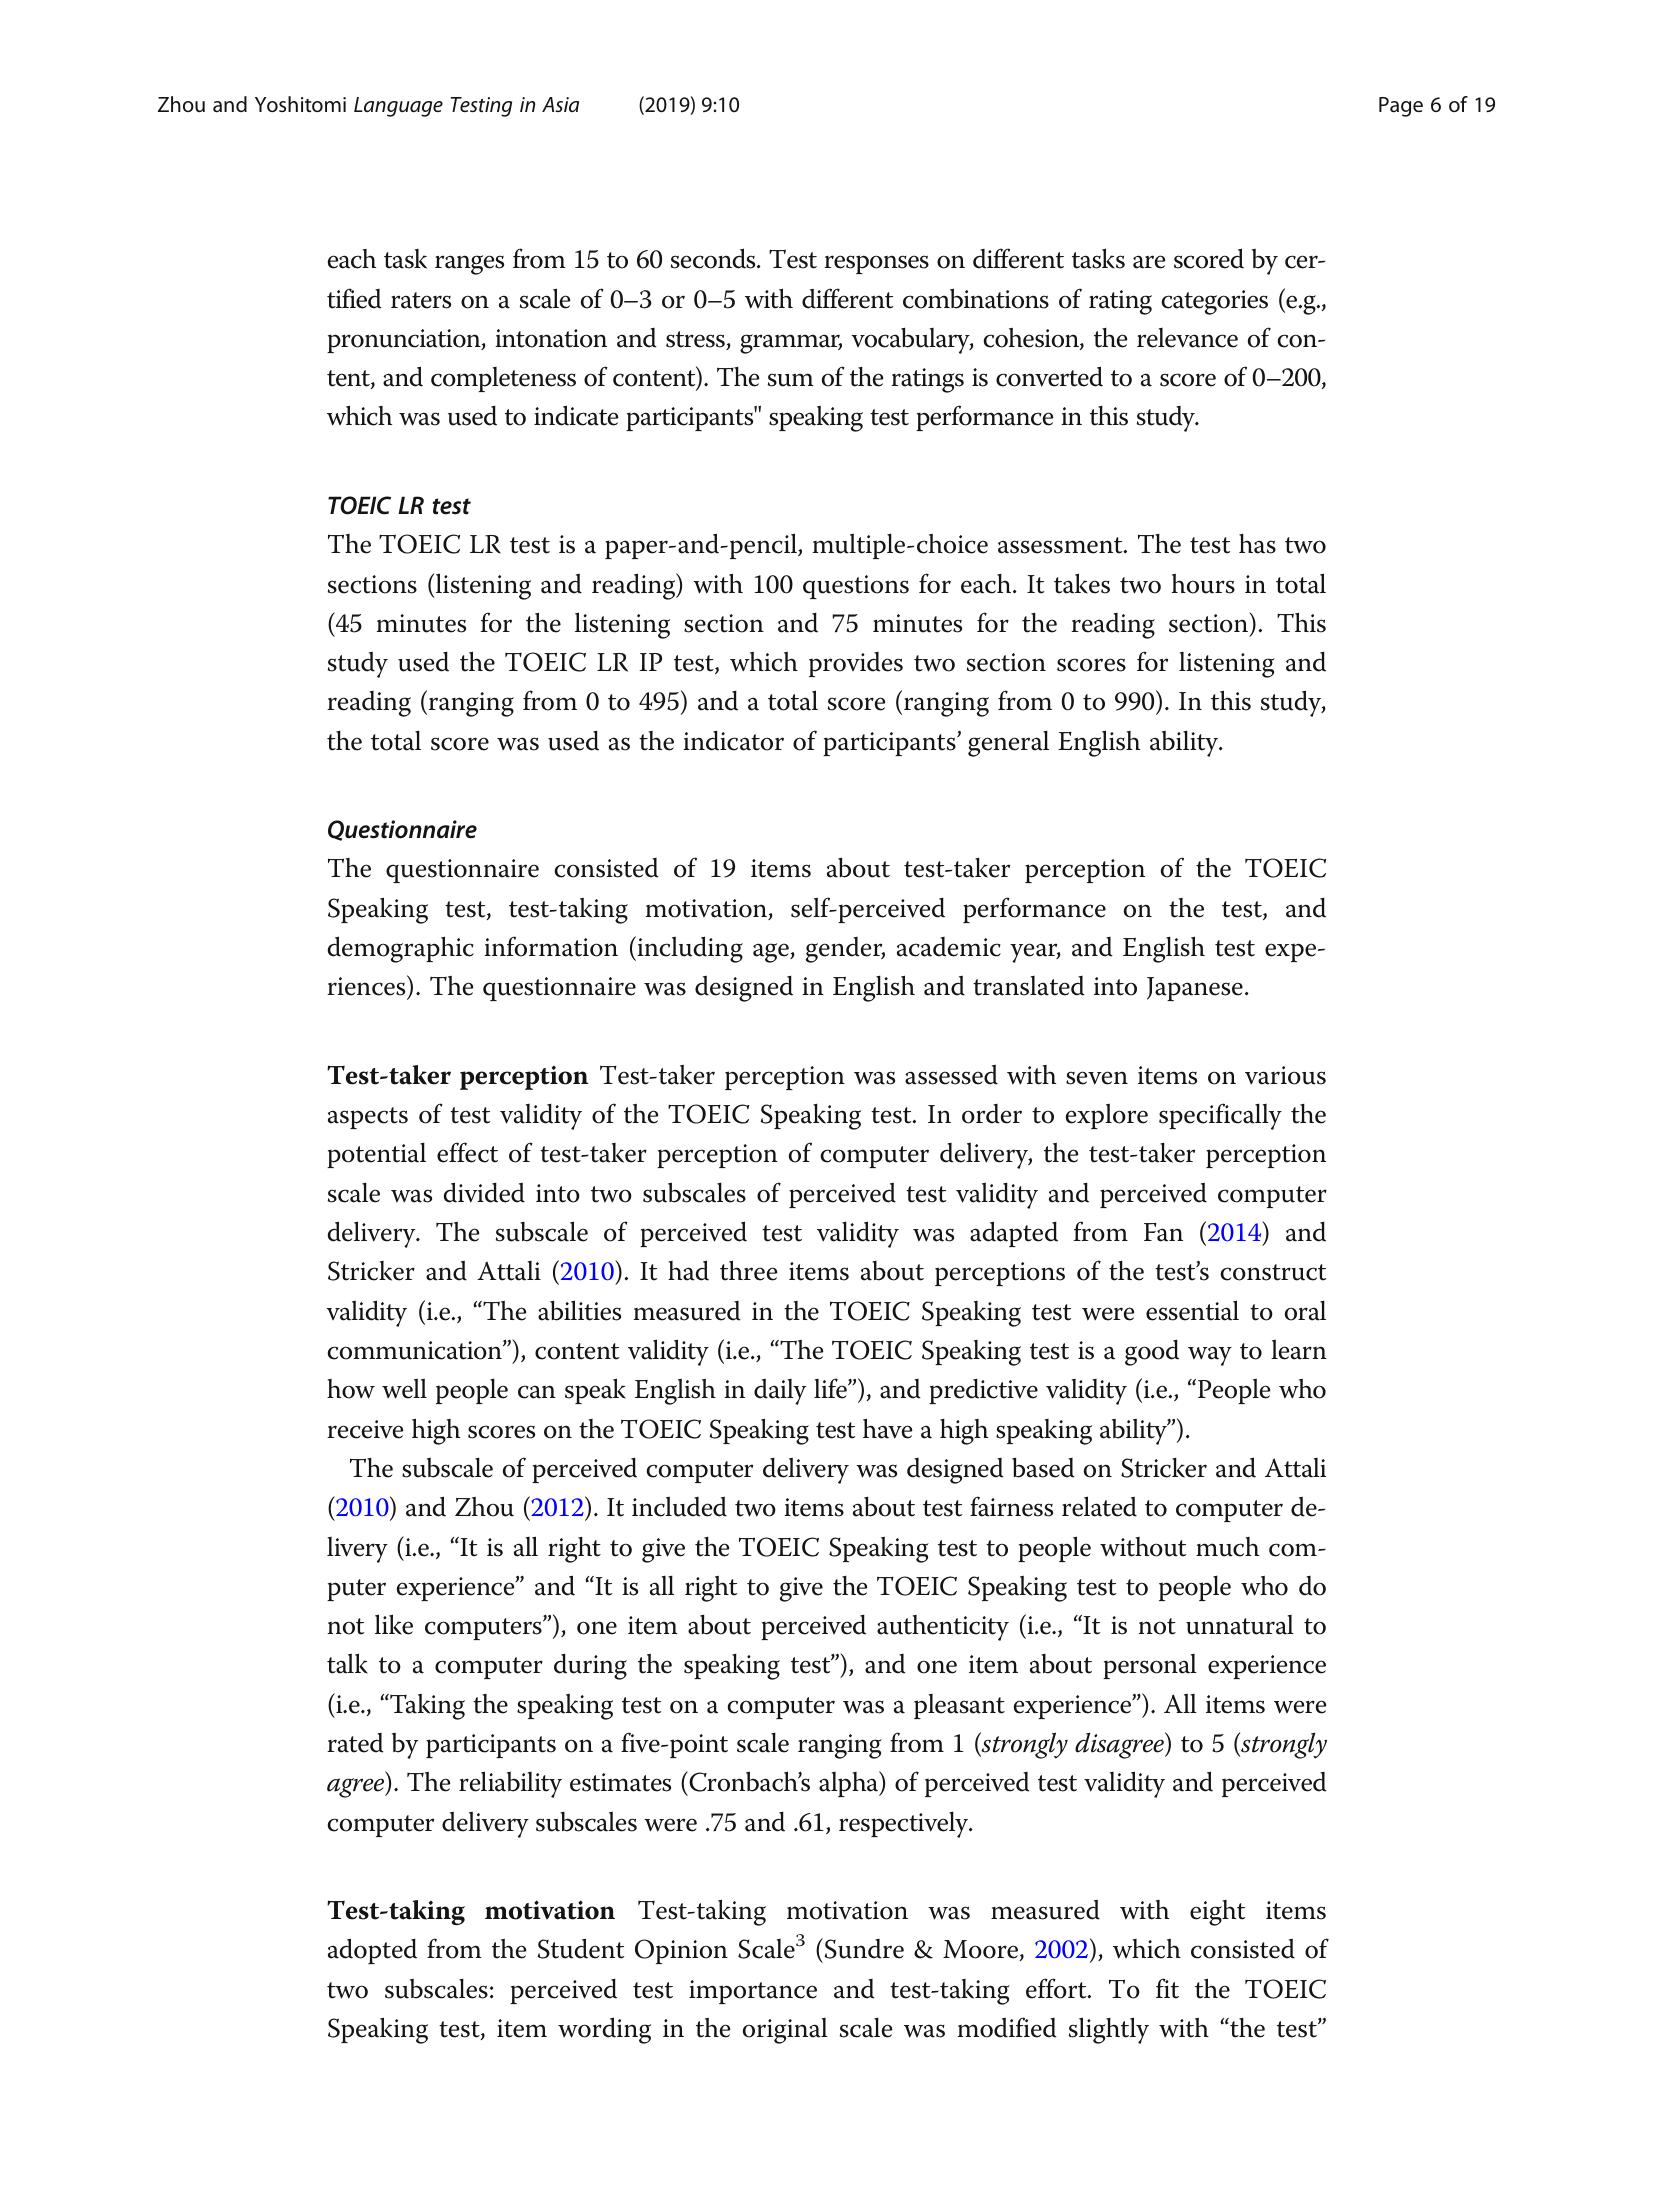 Zhou and Yoshitomi Language Testing in Asia (2019) 9:10 Page 6 of 19
each task ranges from 15 to 60 seconds. Test responses on different tasks are scored by cer-
tified raters on a scale of 0–3 or 0–5 with different combinations of rating categories (e.g.,
pronunciation, intonation and stress, grammar, vocabulary, cohesion, the relevance of con-
tent, and completeness of content). The sum of the ratings is converted to a score of 0–200,
which was used to indicate participants" speaking test performance in this study.
TOEIC LR test
The TOEIC LR test is a paper-and-pencil, multiple-choice assessment. The test has two
sections (listening and reading) with 100 questions for each. It takes two hours in total
(45 minutes for the listening section and 75 minutes for the reading section). This
study used the TOEIC LR IP test, which provides two section scores for listening and
reading (ranging from 0 to 495) and a total score (ranging from 0 to 990). In this study,
the total score was used as the indicator of participants’ general English ability.
Questionnaire
The questionnaire consisted of 19 items about test-taker perception of the TOEIC
Speaking test, test-taking motivation, self-perceived performance on the test, and
demographic information (including age, gender, academic year, and English test expe-
riences). The questionnaire was designed in English and translated into Japanese.
Test-taker perception Test-taker perception was assessed with seven items on various
aspects of test validity of the TOEIC Speaking test. In order to explore specifically the
potential effect of test-taker perception of computer delivery, the test-taker perception
scale was divided into two subscales of perceived test validity and perceived computer
delivery. The subscale of perceived test validity was adapted from Fan (2014) and
Stricker and Attali (2010). It had three items about perceptions of the test’s construct
validity (i.e., “The abilities measured in the TOEIC Speaking test were essential to oral
communication”), content validity (i.e., “The TOEIC Speaking test is a good way to learn
how well people can speak English in daily life”), and predictive validity (i.e., “People who
receive high scores on the TOEIC Speaking test have a high speaking ability”).
The subscale of perceived computer delivery was designed based on Stricker and Attali
(2010) and Zhou (2012). It included two items about test fairness related to computer de-
livery (i.e., “It is all right to give the TOEIC Speaking test to people without much com-
puter experience” and “It is all right to give the TOEIC Speaking test to people who do
not like computers”), one item about perceived authenticity (i.e., “It is not unnatural to
talk to a computer during the speaking test”), and one item about personal experience
(i.e., “Taking the speaking test on a computer was a pleasant experience”). All items were
rated by participants on a five-point scale ranging from 1 (strongly disagree) to 5 (strongly
agree). The reliability estimates (Cronbach’s alpha) of perceived test validity and perceived
computer delivery subscales were .75 and .61, respectively.
Test-taking motivation Test-taking motivation was measured with eight items
adopted from the Student Opinion Scale3 (Sundre & Moore, 2002), which consisted of
two subscales: perceived test importance and test-taking effort. To fit the TOEIC
Speaking test, item wording in the original scale was modified slightly with “the test”